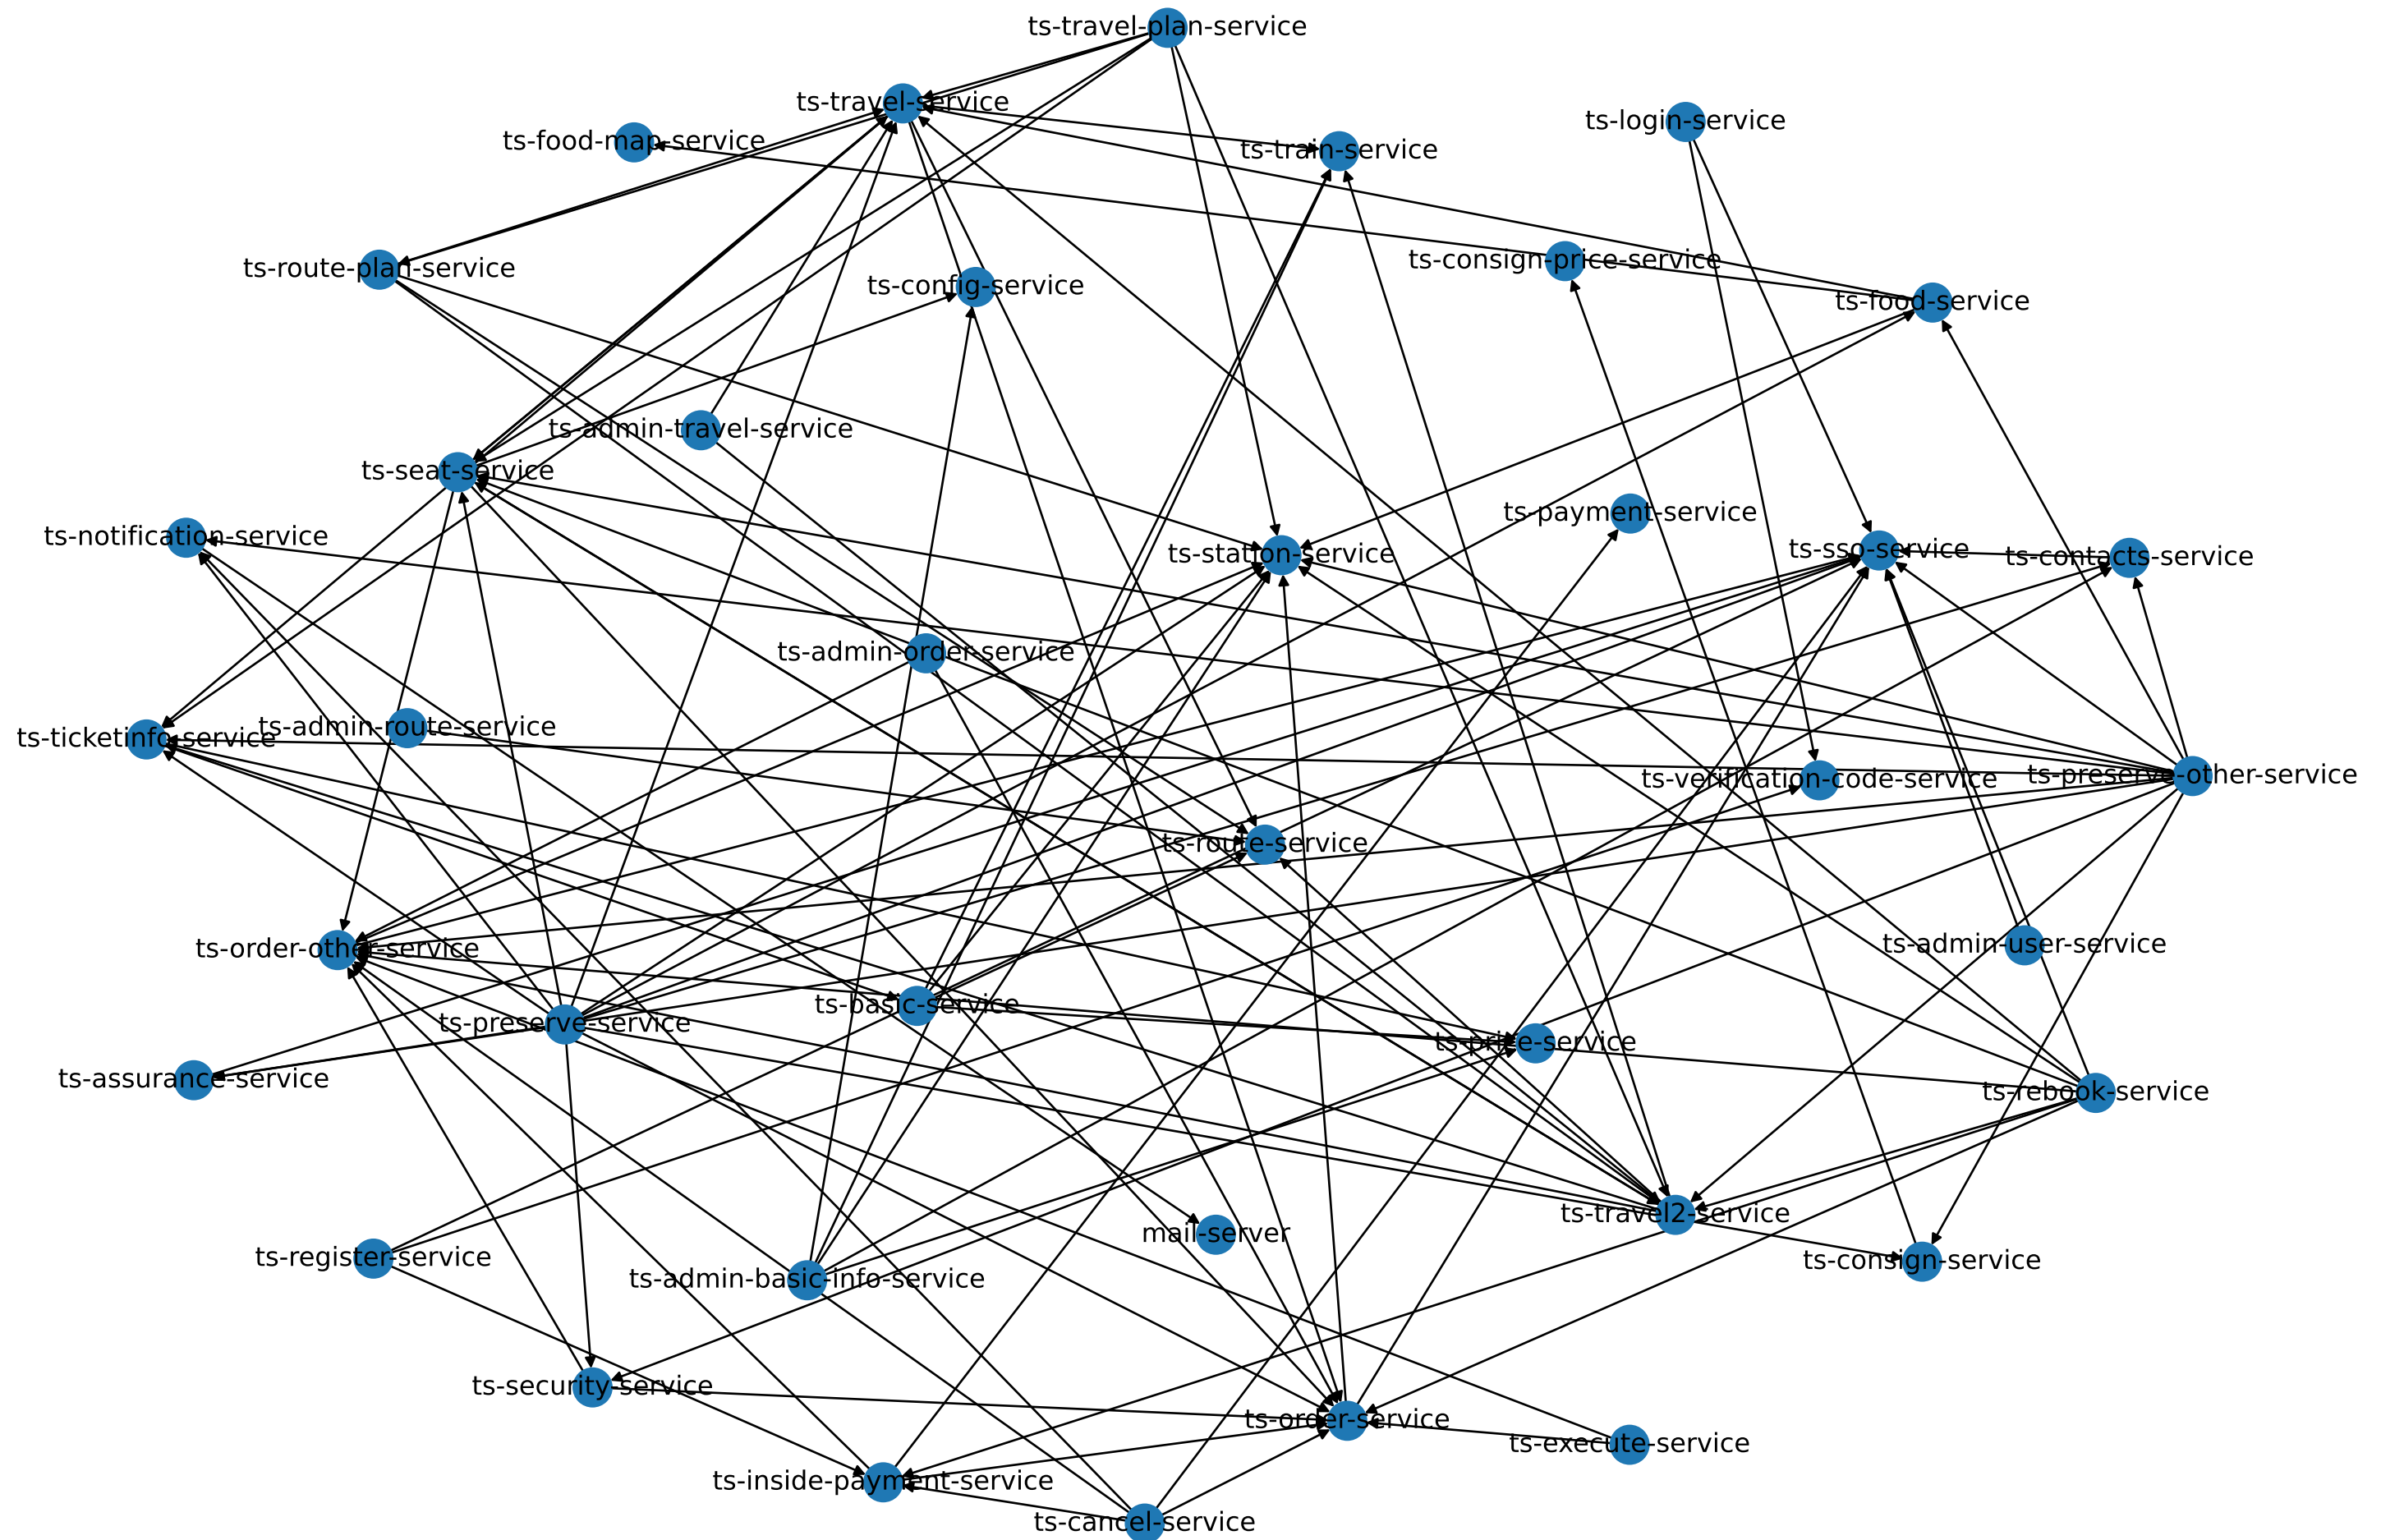 ts-travel-plan-service
ts-travel-service
ts-login-service
ts-food-map-service
ts-train-service
ts-consign-price-service
ts-route-plan-service
ts-config-service
ts-food-service
ts-admin-travel-service
ts-seat-service
ts-payment-service
ts-notification-service
ts-station-service
ts-sso-service
ts-contacts-service
ts-admin-order-service
ts-admin-route-service
ts-ticketinfo-service
ts-verification-code-service
ts-preserve-other-service
ts-route-service
ts-order-other-service
ts-admin-user-service
ts-basic-service
ts-preserve-service
ts-price-service
ts-assurance-service
ts-rebook-service
ts-travel2-service
mail-server
ts-register-service
ts-consign-service
ts-admin-basic-info-service
ts-security-service
ts-order-service
ts-execute-service
ts-inside-payment-service
ts-cancel-service